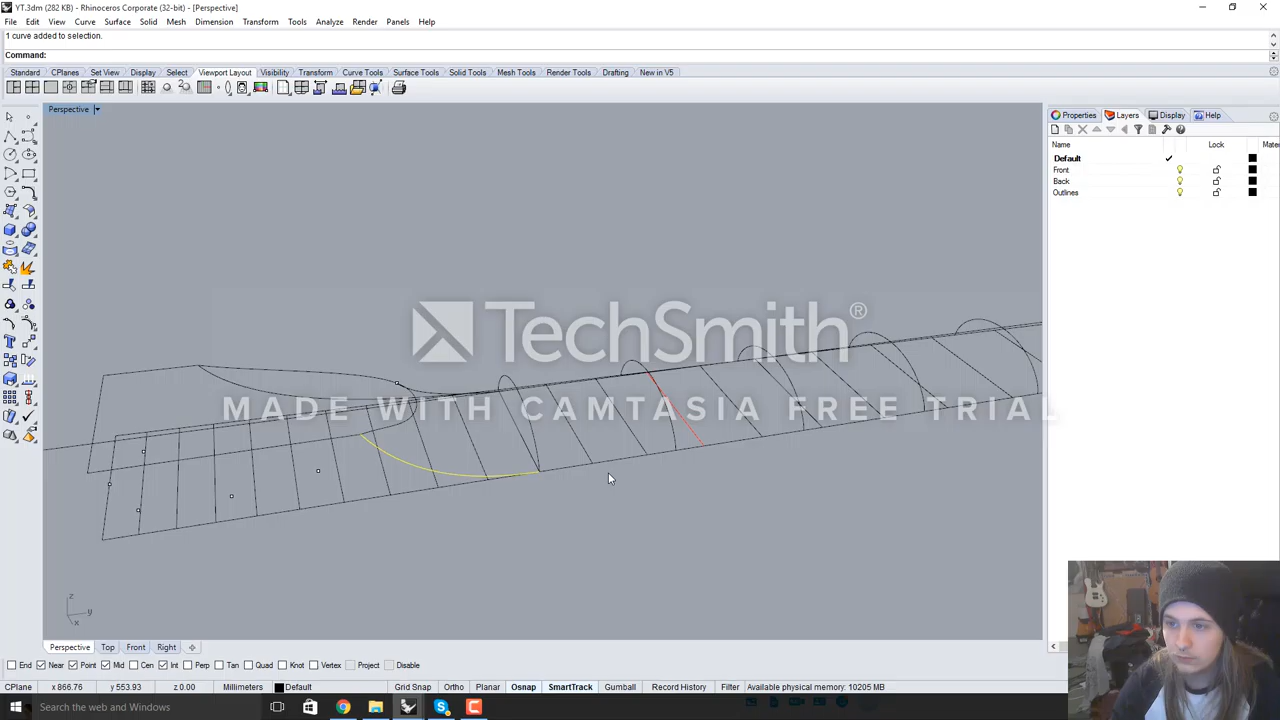 YT.3dm (282 KB) - Rhinoceros Corporate (32-bit) - [Perspective]
File Edit View Curve Surface Solid Mesh Dimension Transform Tools Analyze Render Panels Help
1 curve added to selection.
Command:
Standard CPlanes Set View Display Select Viewport Layout Visibility Transform Curve Tools Surface Tools Solid Tools Mesh Tools Render Tools Drafting New in V5
Perspective
Properties Layers Display Help
Name Lock
Default
Front
Back
Outlines
TechSmith®
MADE WITH CAMTASIA FREE TRIAL
z
y
x
Perspective Top Front Right
End Near Point Mid Cen Int Perp Tan Quad Knot Vertex Project Disable
CPlane x 866.76 y 553.93 z 0.00 Millimeters Default Grid Snap Ortho Planar Osnap SmartTrack Gumball Record History Filter Available physical memory: 10205 MB
Search the web and Windows